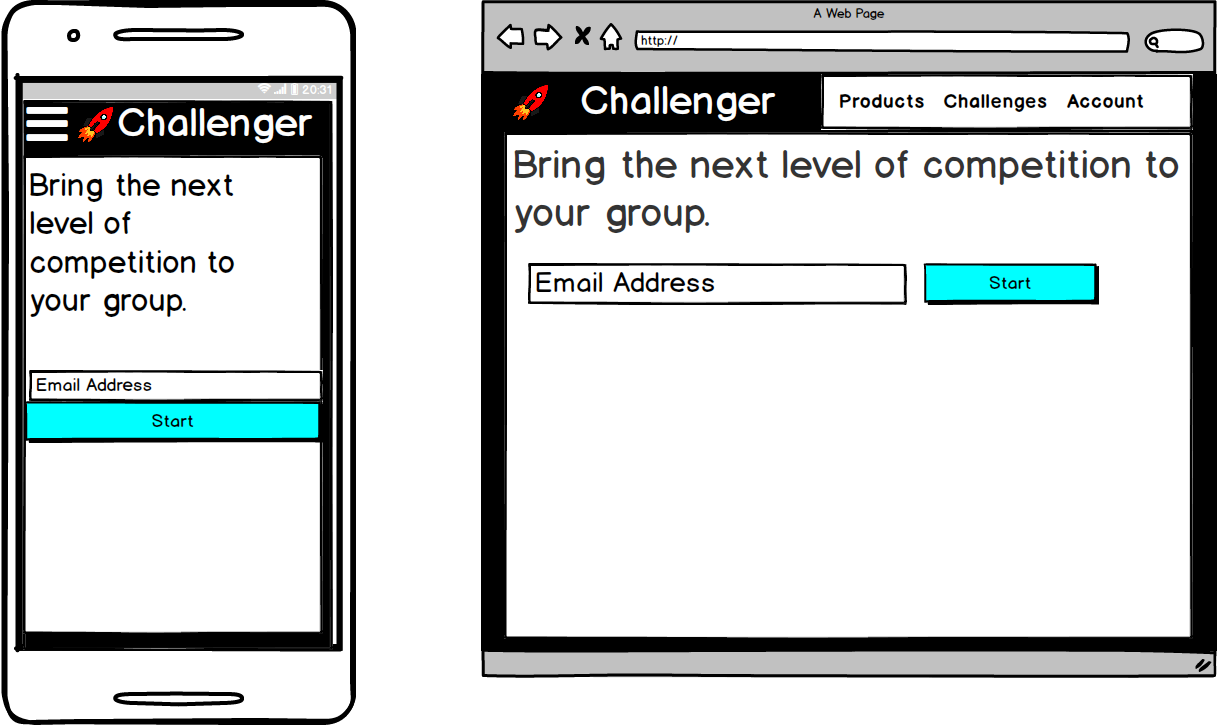 20:31
Challenger
Bring the next
level of
competition to
your group.
Email Address
Start
A Web Page
http://
Challenger
Products Challenges Account
Bring the next level of competition to
your group.
Email Address
Start